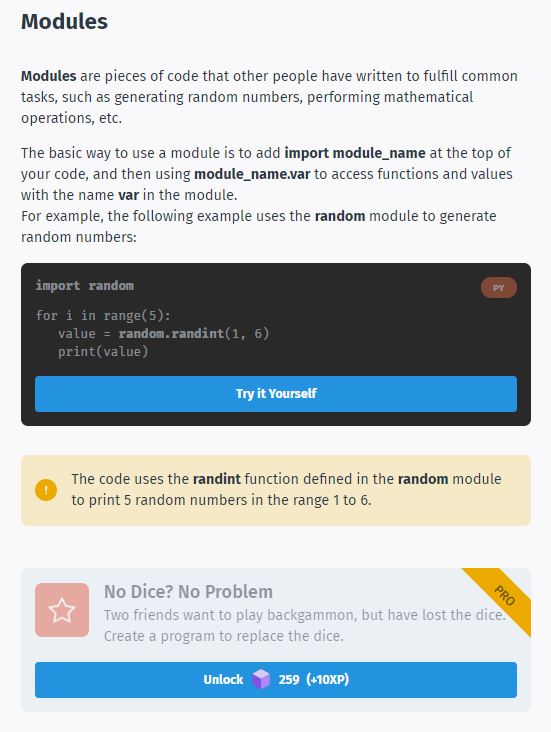 Modules
Modules are pieces of code that other people have written to fulfill common
tasks, such as generating random numbers, performing mathematical
operations, etc.
The basic way to use a module is to add import module_name at the top of
your code, and then using module_name.var to access functions and values
with the name var in the module.
For example, the following example uses the random module to generate
random numbers:
import random
PY
for i in range(5):
   value = random.randint(1, 6)
   print(value)
Try it Yourself
!
The code uses the randint function defined in the random module
to print 5 random numbers in the range 1 to 6.
No Dice? No Problem
PRO
Two friends want to play backgammon, but have lost the dice.
Create a program to replace the dice.
Unlock 259 (+10XP)